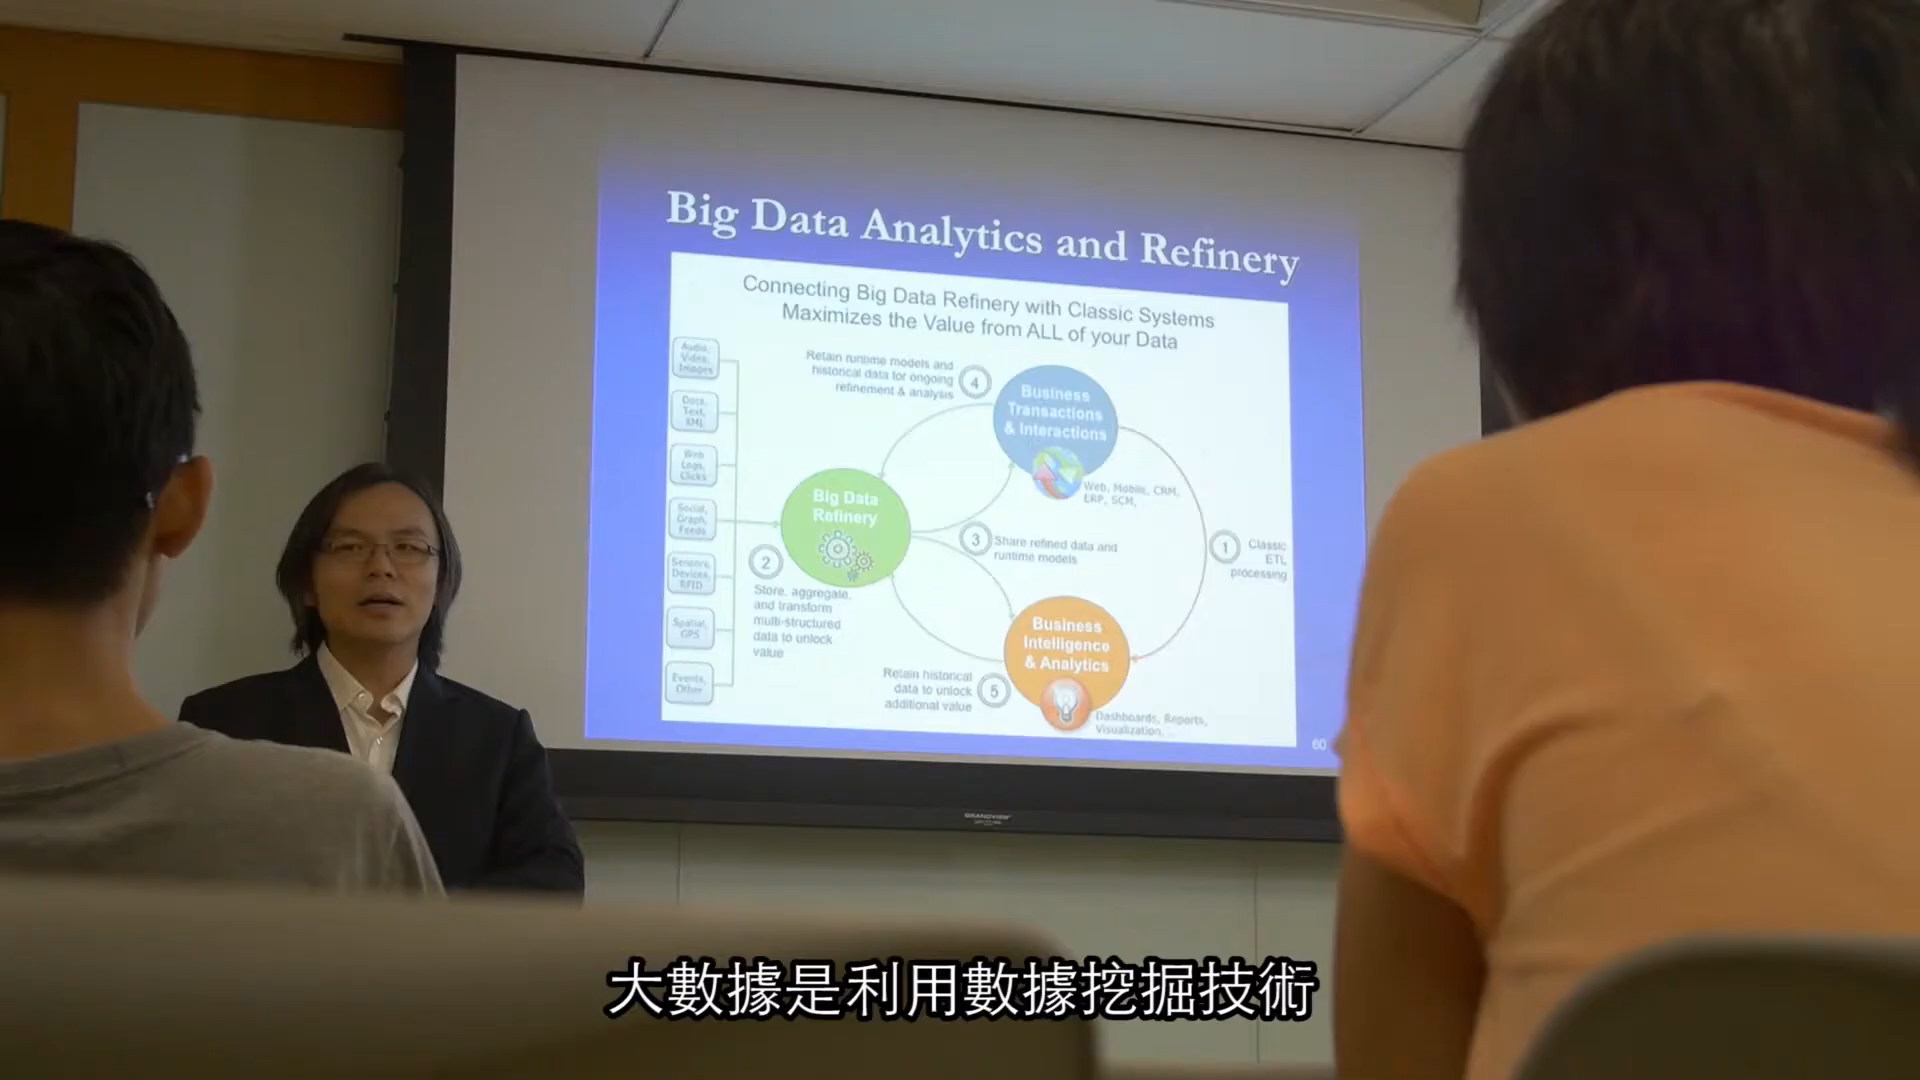 Big Data Analytics and Refinery
Connecting Big Data Refinery with Classic Systems
Maximizes the Value from ALL of your Data
Audio,
Video,
Images
Docs,
Text,
XML
Web
Logs,
Clicks
Social,
Graph,
Feeds
Sensors,
Devices,
RFID
Spatial,
GPS
Events,
Other
Retain runtime models and
historical data for ongoing
refinement & analysis
4
Business
Transactions
& Interactions
Web, Mobile, CRM,
ERP, SCM,
Big Data
Refinery
3
Share refined data and
runtime models
1
Classic
ETL
processing
2
Store, aggregate,
and transform
multi-structured
data to unlock
value
Business
Intelligence
& Analytics
Retain historical
data to unlock
additional value
5
Dashboards, Reports,
Visualization,
60
GRANDVIEW
大數據是利用數據挖掘技術